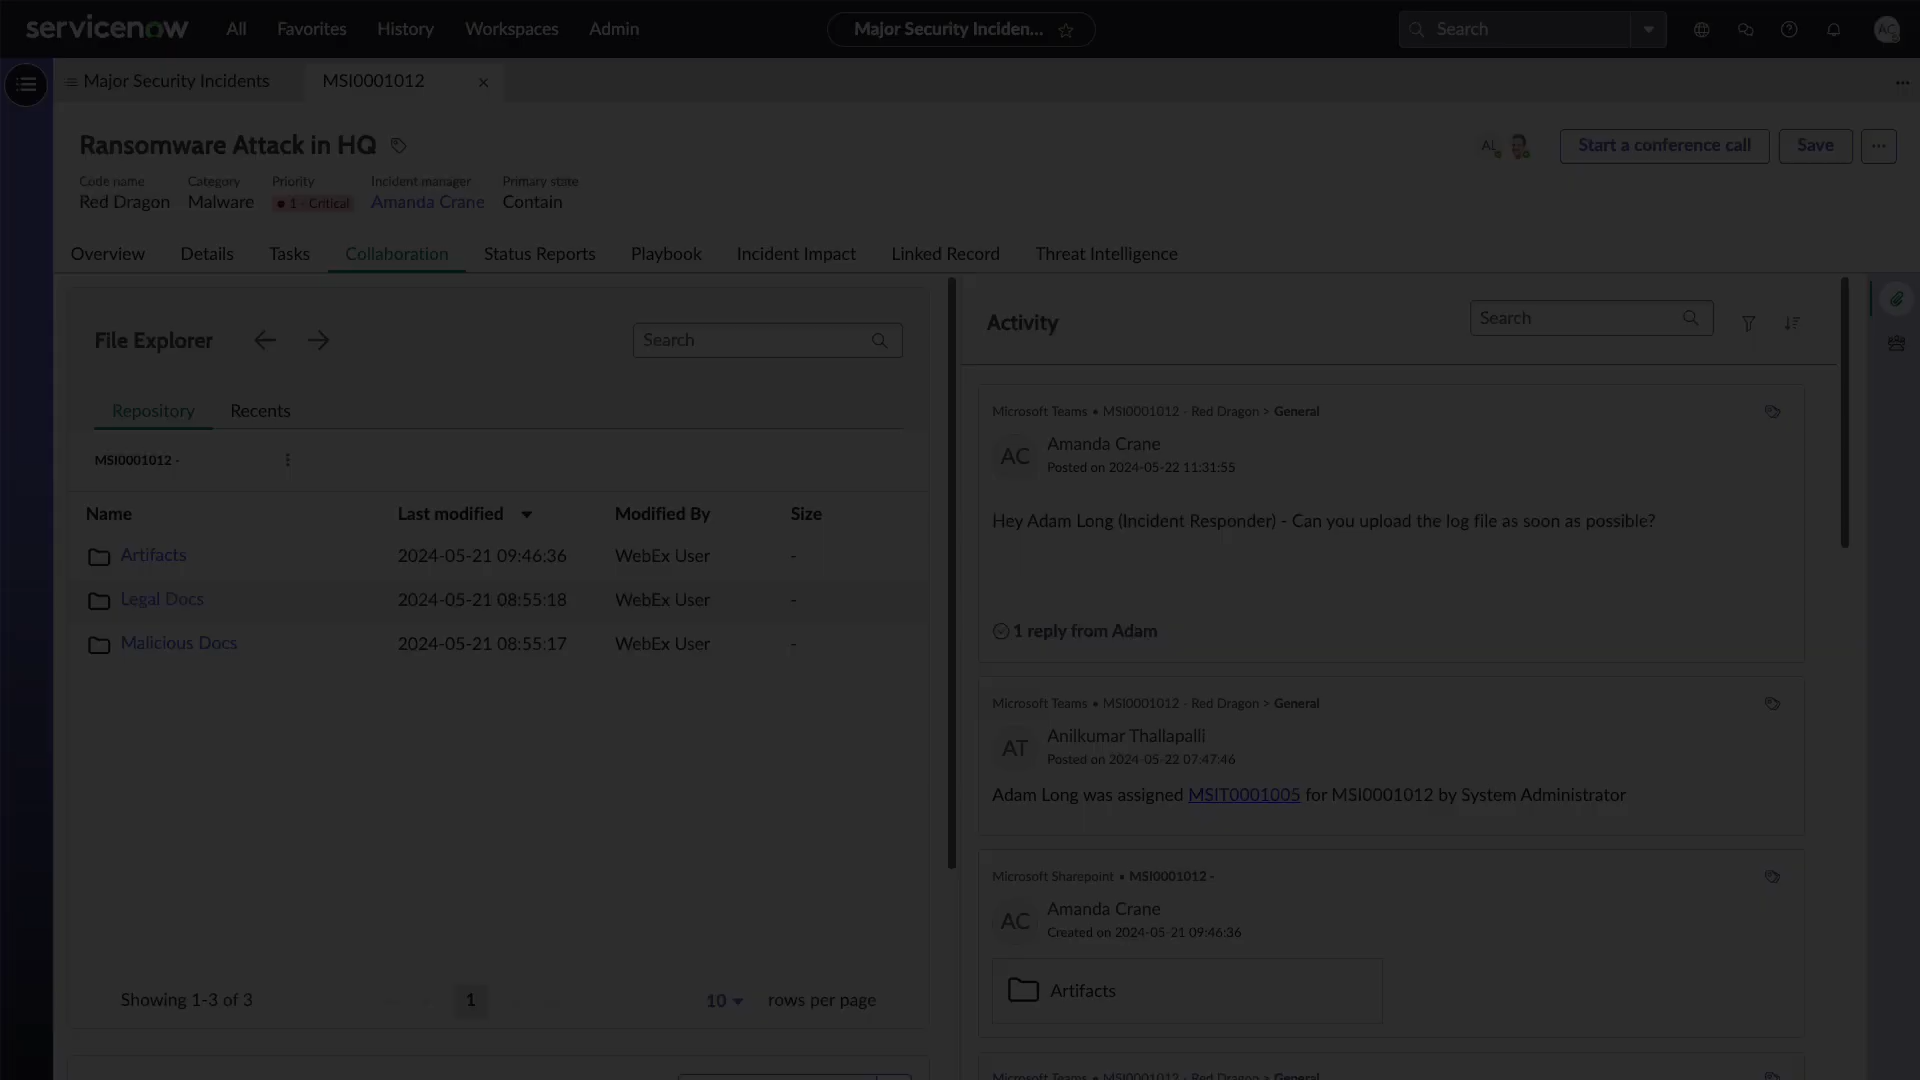 servicenow All Favorites History Workspaces Admin Major Security Inciden... Search AC
Major Security Incidents MSI0001012
Ransomware Attack in HQ AL Start a conference call Save
Code name Category Priority Incident manager Primary state
Red Dragon Malware 1 - Critical Amanda Crane Contain
Overview Details Tasks Collaboration Status Reports Playbook Incident Impact Linked Record Threat Intelligence
File Explorer Search
Repository Recents
MSI0001012 -
Name Last modified Modified By Size
Artifacts 2024-05-21 09:46:36 WebEx User -
Legal Docs 2024-05-21 08:55:18 WebEx User -
Malicious Docs 2024-05-21 08:55:17 WebEx User -
Showing 1-3 of 3 1 10 rows per page
Activity Search
Microsoft Teams • MSI0001012 - Red Dragon > General
AC Amanda Crane
Posted on 2024-05-22 11:31:55
Hey Adam Long (Incident Responder) - Can you upload the log file as soon as possible?
1 reply from Adam
Microsoft Teams • MSI0001012 - Red Dragon > General
AT Anilkumar Thallapalli
Posted on 2024-05-22 07:47:46
Adam Long was assigned MSIT0001005 for MSI0001012 by System Administrator
Microsoft Sharepoint • MSI0001012 -
AC Amanda Crane
Created on 2024-05-21 09:46:36
Artifacts
Microsoft Teams • MSI0001012 - Red Dragon > General